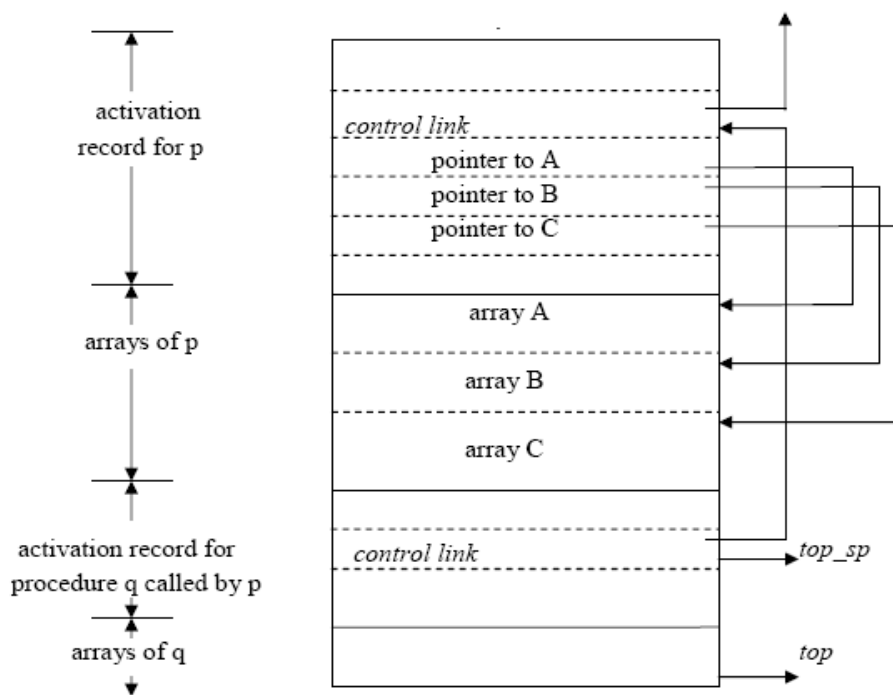 activation
record for p
control link
pointer to A
pointer to B
pointer to C
array A
arrays of p
array B
array C
activation record for
procedure q called by p
control link
top_sp
arrays of q
top